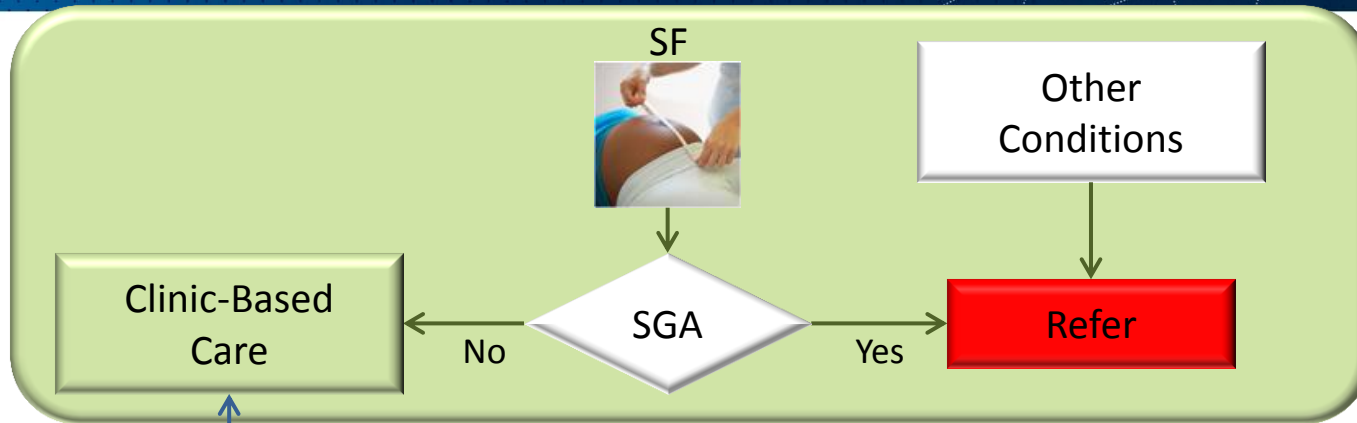 SF
Other
Conditions
Clinic-Based
Care
No
SGA
Yes
Refer